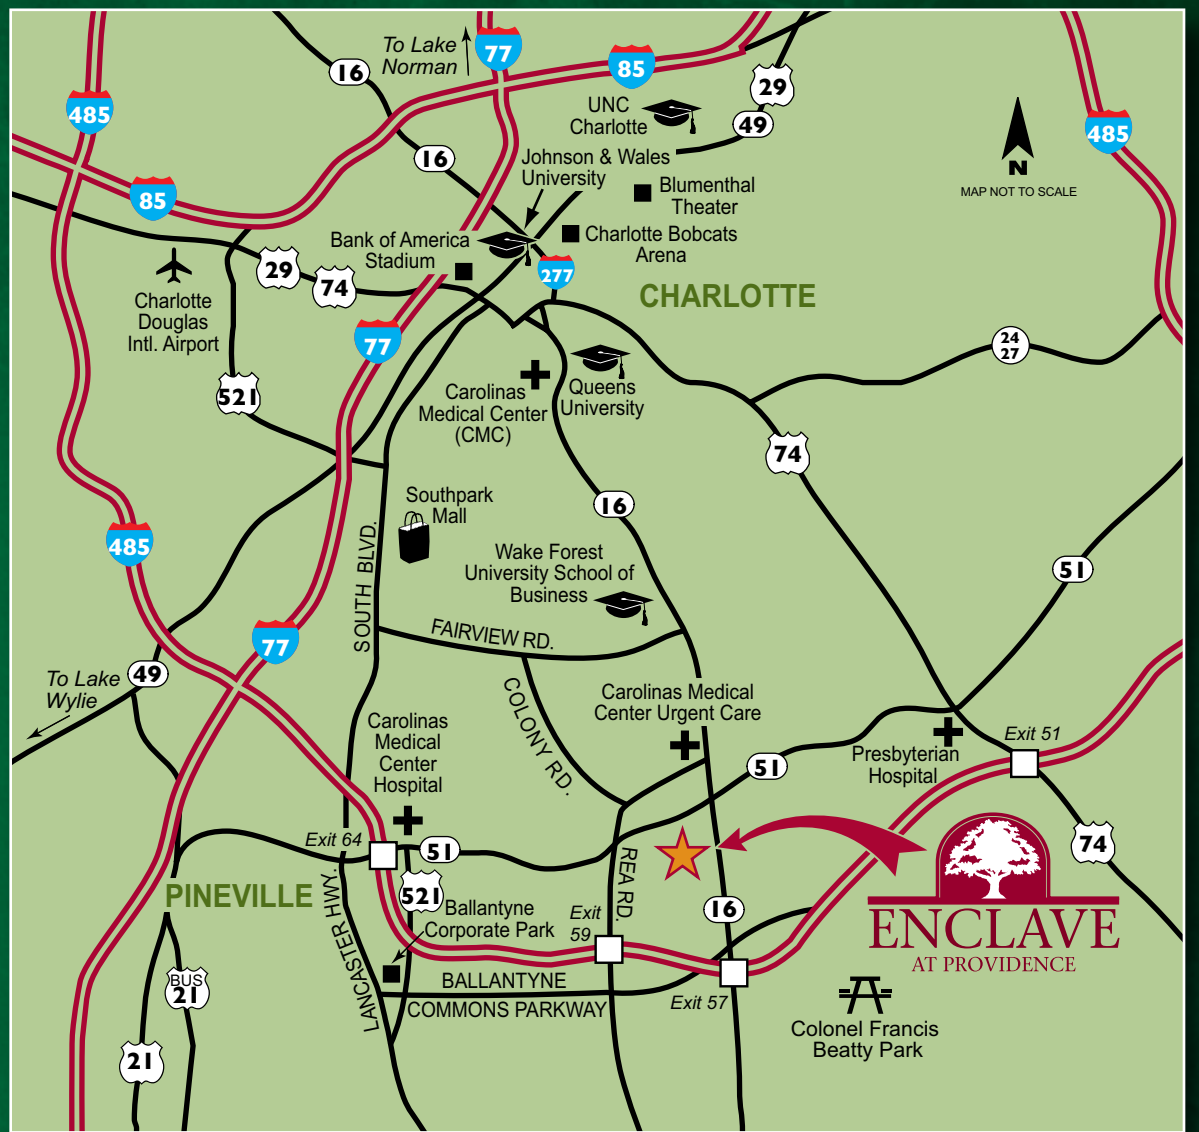 To Lake
Norman
77
85
16
29
485
UNC
Charlotte
49
485
16
Johnson & Wales
University
N
MAP NOT TO SCALE
85
Blumenthal
Theater
Bank of America
Stadium
Charlotte Bobcats
Arena
29
74
277
CHARLOTTE
Charlotte
Douglas
Intl. Airport
77
24
27
521
Carolinas
Medical Center
(CMC)
Queens
University
74
Southpark
Mall
16
485
SOUTH BLVD.
Wake Forest
University School of
Business
51
77
FAIRVIEW RD.
To Lake
Wylie
49
COLONY RD.
Carolinas Medical
Center Urgent Care
Carolinas
Medical
Center
Hospital
51
Presbyterian
Hospital
Exit 51
Exit 64
51
74
PINEVILLE
LANCASTER HWY.
521
REA RD.
Ballantyne
Corporate Park
Exit
59
16
ENCLAVE
AT PROVIDENCE
BUS
21
BALLANTYNE
COMMONS PARKWAY
Exit 57
21
Colonel Francis
Beatty Park